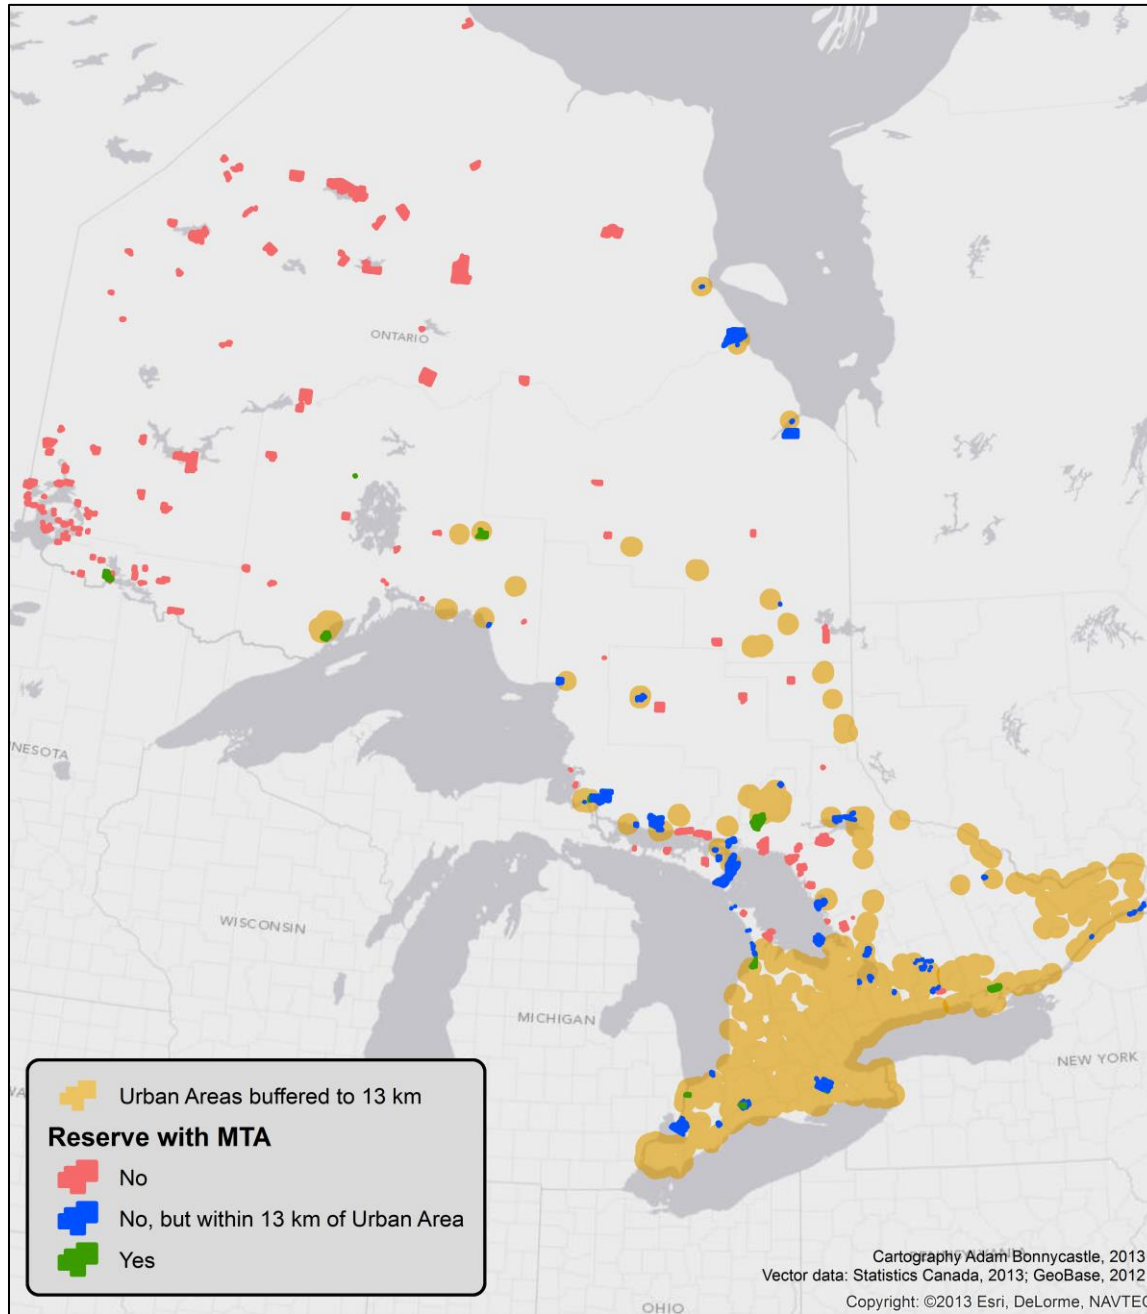 ONTARIO
NESOTA
WISCONSIN
MICHIGAN
NEW YORK
Urban Areas buffered to 13 km
Reserve with MTA
No
No, but within 13 km of Urban Area
Yes
Cartography Adam Bonnycastle, 2013
Vector data: Statistics Canada, 2013; GeoBase, 2012
Copyright: ©2013 Esri, DeLorme, NAVTEQ
OHIO